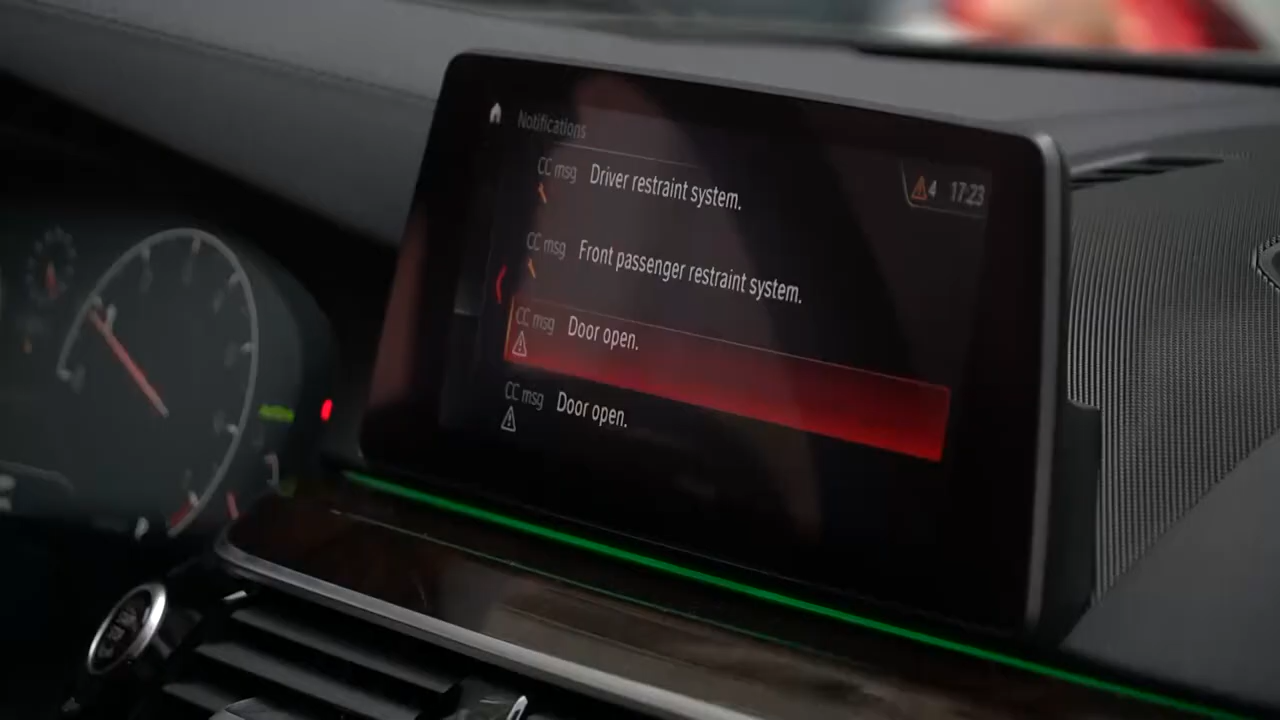 Notifications
4 17:23
CC msg Driver restraint system.
CC msg Front passenger restraint system.
CC msg Door open.
CC msg Door open.